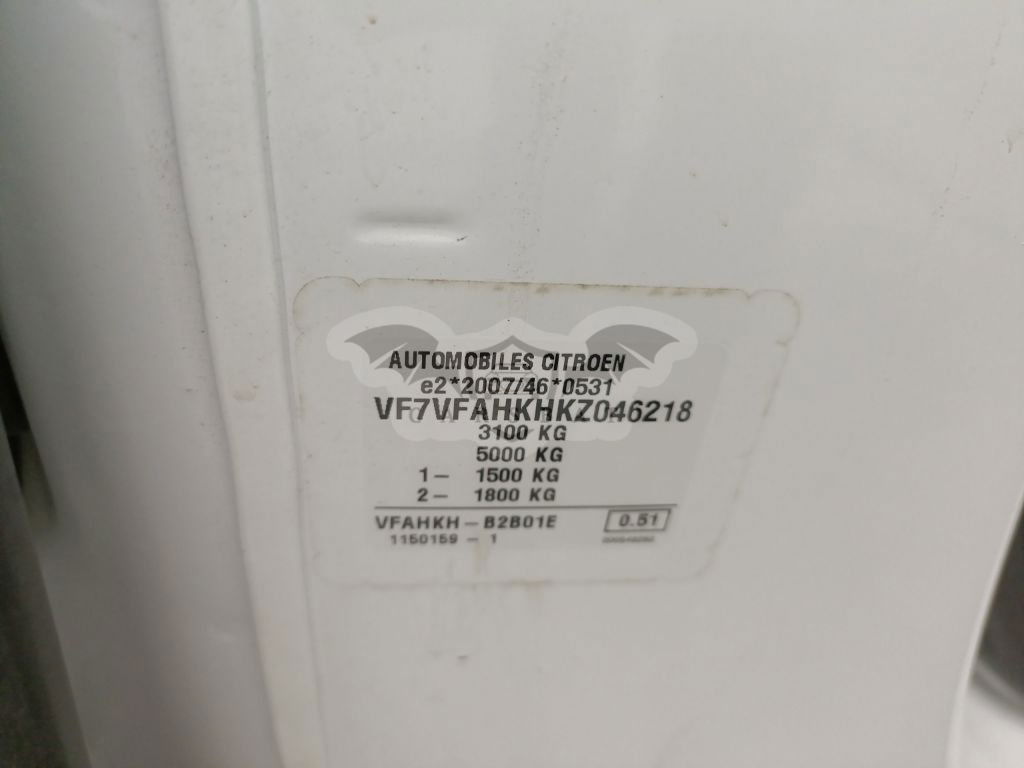 AUTOMOBILES CITROEN
e2*2007/46*0531
VF7VFAHKHKZ046218
3100 KG
5000 KG
1- 1500 KG
2- 1800 KG
VFAHKH-B2B01E 0.51
1150159 - 1